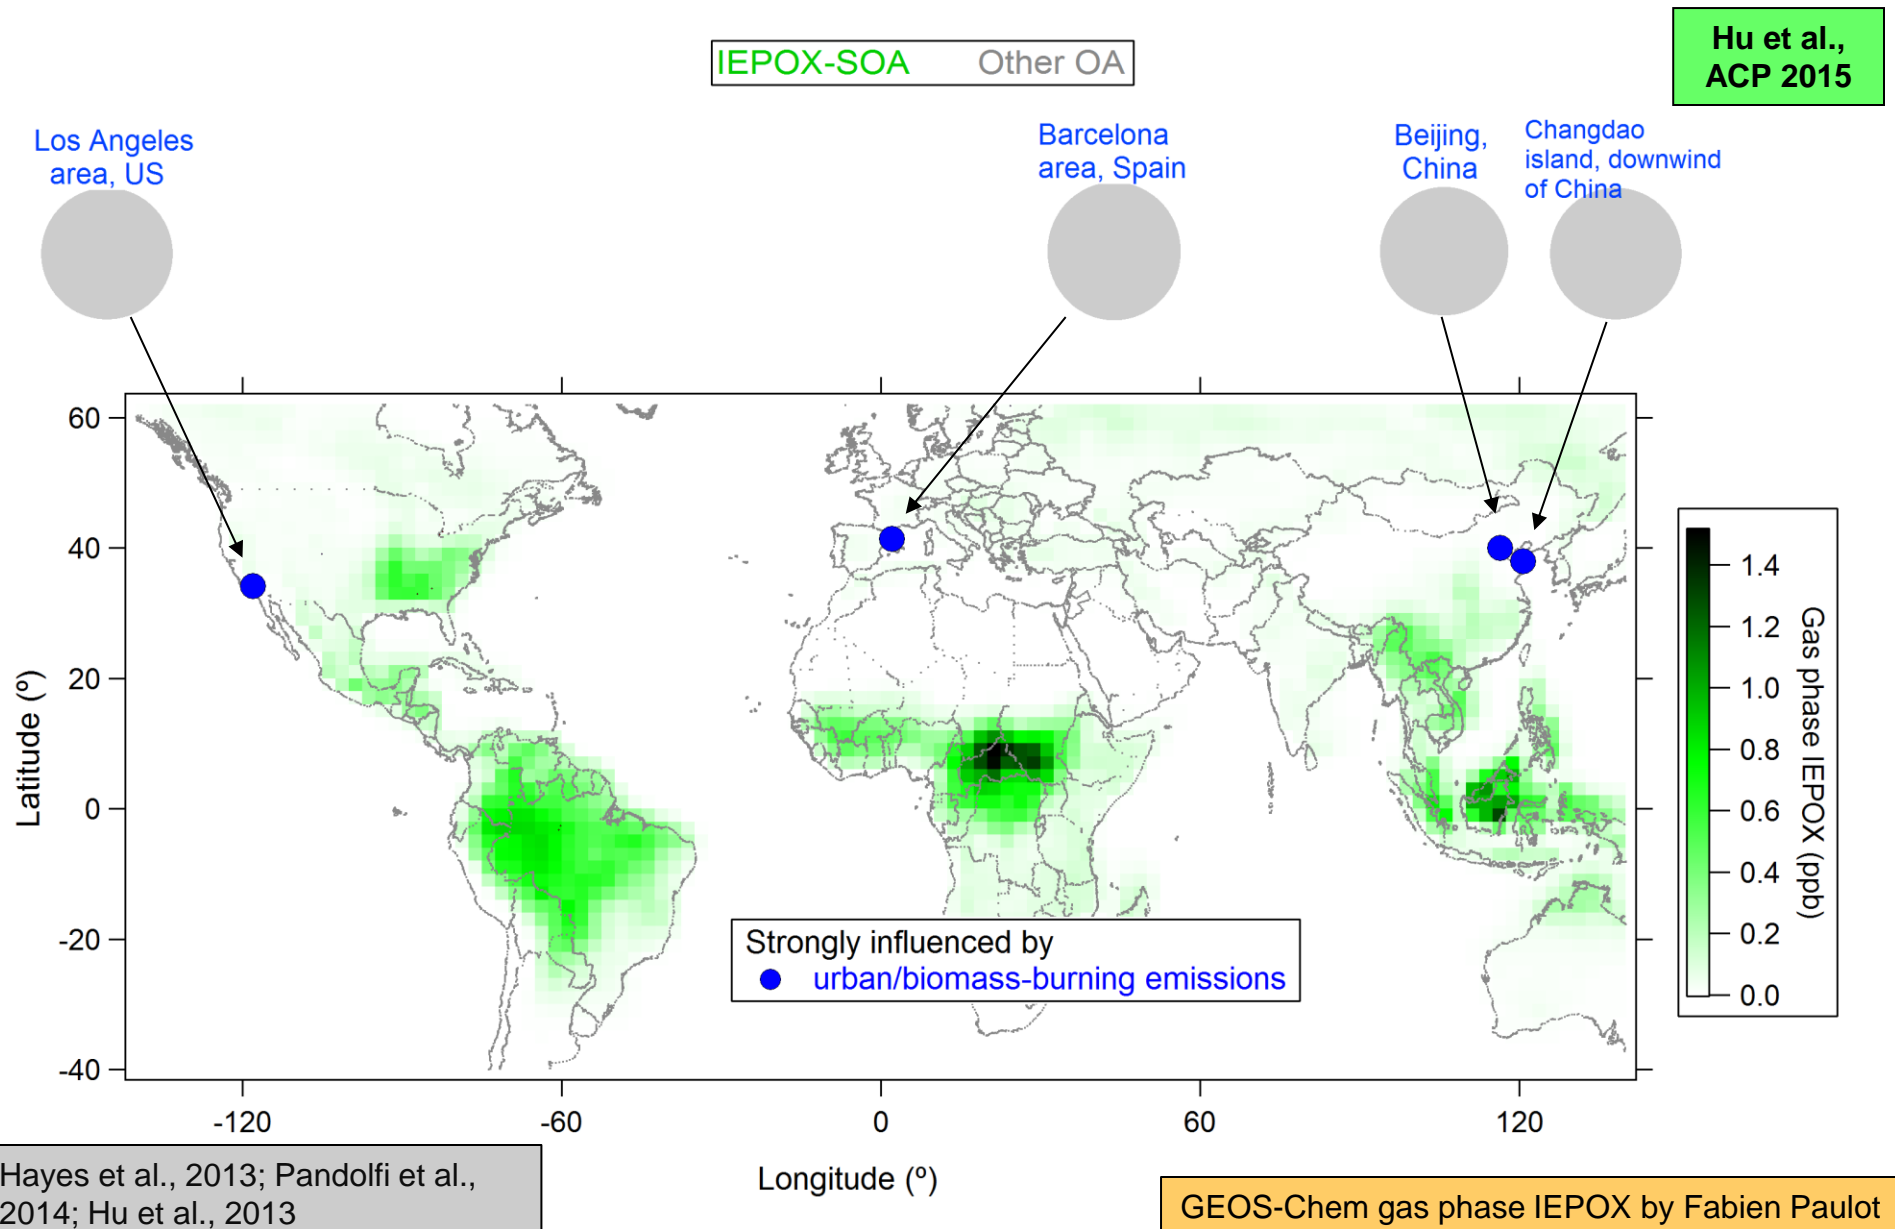 IEPOX-SOA Other OA
Hu et al.,
ACP 2015
Los Angeles
area, US
Barcelona
area, Spain
Beijing,
China
Changdao
island, downwind
of China
60
40
20
0
-20
-40
Latitude (º)
-120
-60
0
60
120
Longitude (º)
Strongly influenced by
urban/biomass-burning emissions
1.4
1.2
1.0
0.8
0.6
0.4
0.2
0.0
Gas phase IEPOX (ppb)
Hayes et al., 2013; Pandolfi et al.,
2014; Hu et al., 2013
GEOS-Chem gas phase IEPOX by Fabien Paulot